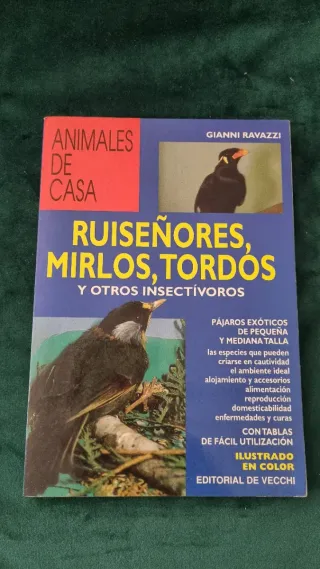 ANIMALES
DE
CASA
GIANNI RAVAZZI
RUISEÑORES,
MIRLOS, TORDOS
Y OTROS INSECTÍVOROS
PÁJAROS EXÓTICOS
DE PEQUEÑA
Y MEDIANA TALLA
las especies que pueden
criarse en cautividad
el ambiente ideal
alojamiento y accesorios
alimentación
reproducción
domesticabilidad
enfermedades y curas
CON TABLAS
DE FÁCIL UTILIZACIÓN
ILUSTRADO
EN COLOR
EDITORIAL DE VECCHI